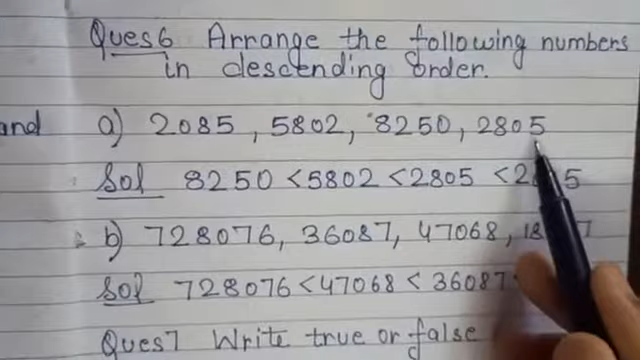 Ques6 Arrange the following numbers
in descending order.
and a) 2085, 5802, 8250, 2805
Sol 8250 < 5802 < 2805 <
b) 728076, 36087, 47068,
Sol 728076 < 47068 < 36087
Ques7 Write true or false